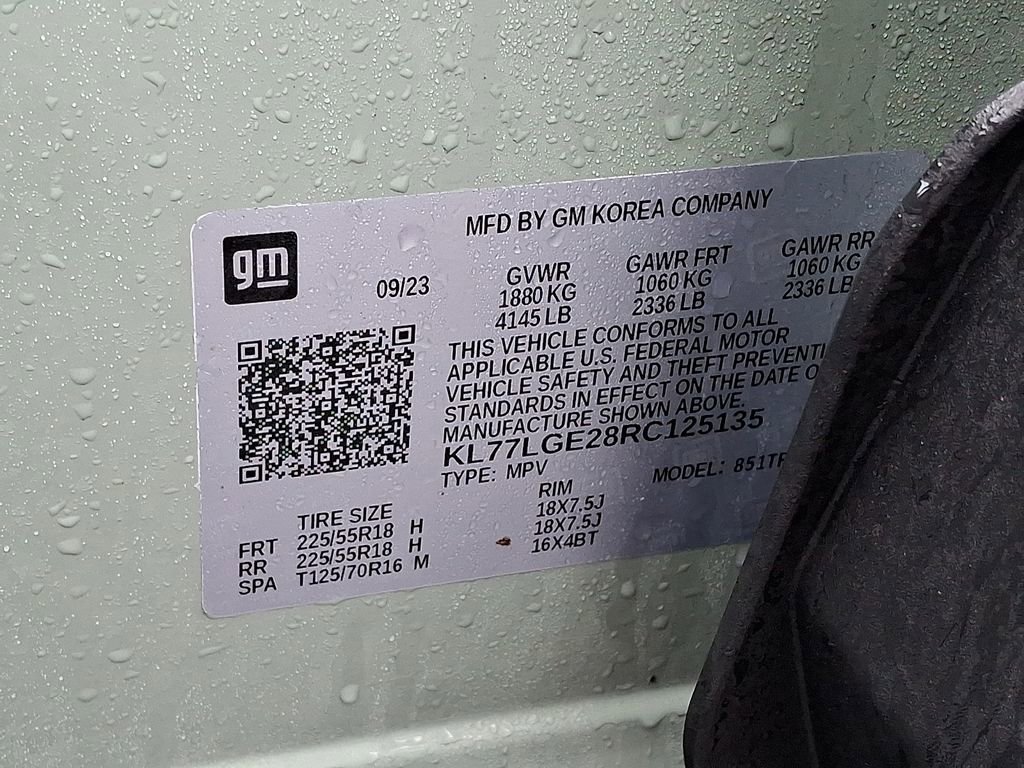 MFD BY GM KOREA COMPANY
gm
09/23
GVWR GAWR FRT GAWR RR
1880 KG 1060 KG 1060 KG
4145 LB 2336 LB 2336 LB
THIS VEHICLE CONFORMS TO ALL
APPLICABLE U.S. FEDERAL MOTOR
VEHICLE SAFETY AND THEFT PREVENTI
STANDARDS IN EFFECT ON THE DATE O
MANUFACTURE SHOWN ABOVE.
KL77LGE28RC125135
TYPE: MPV MODEL: 851TR
TIRE SIZE RIM
FRT 225/55R18 H 18X7.5J
RR 225/55R18 H 18X7.5J
SPA T125/70R16 M 16X4BT